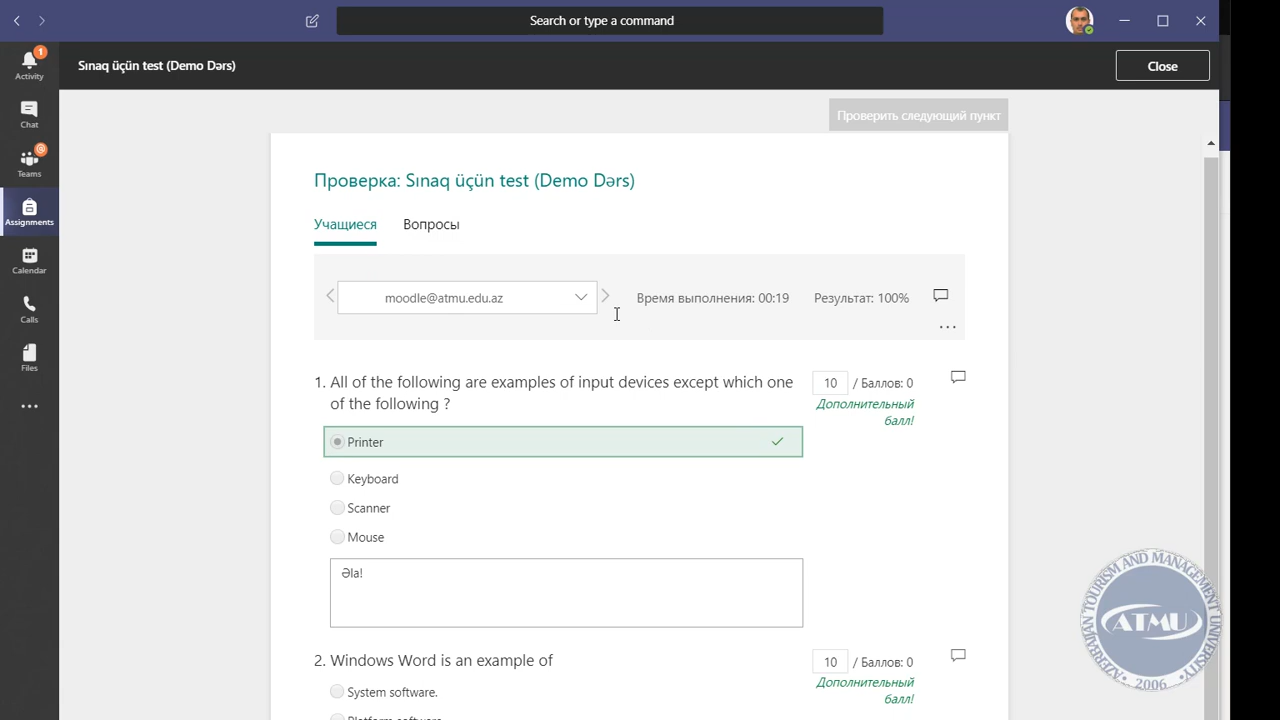 Search or type a command
Sınaq üçün test (Demo Dərs)
Close
1
Activity
Chat
@
Teams
Assignments
Calendar
Calls
Files
Проверить следующий пункт
Проверка: Sınaq üçün test (Demo Dərs)
Учащиеся
Вопросы
moodle@atmu.edu.az
Время выполнения: 00:19
Результат: 100%
1. All of the following are examples of input devices except which one
of the following ?
10 / Баллов: 0
Дополнительный
балл!
Printer
Keyboard
Scanner
Mouse
Əla!
2. Windows Word is an example of
10 / Баллов: 0
Дополнительный
балл!
System software.
Platform software
AZERBAIJAN TOURISM AND MANAGEMENT UNIVERSITY
ATMU
2006